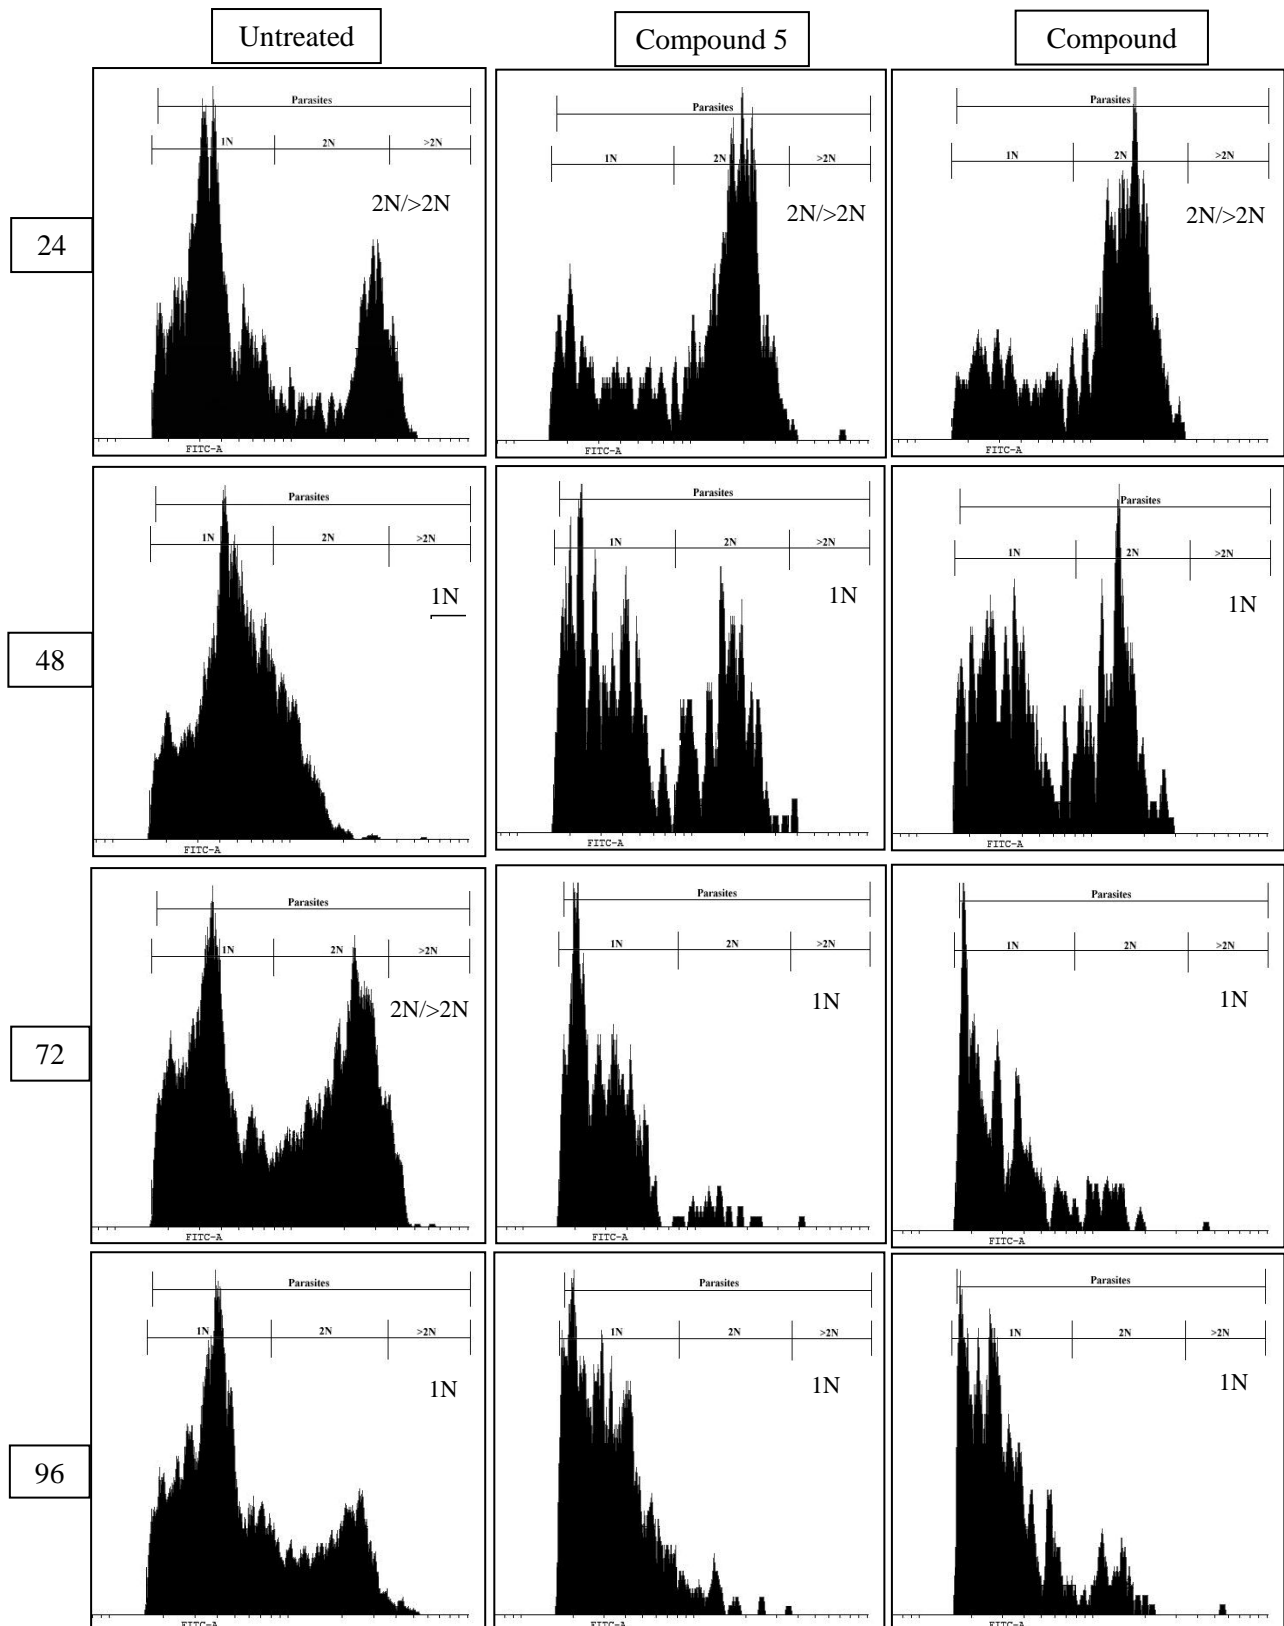 Untreated
Compound 5
Compound
24
Parasites
1N 2N >2N
2N/>2N
FITC-A
Parasites
1N 2N >2N
2N/>2N
FITC-A
Parasites
1N 2N >2N
2N/>2N
FITC-A
48
Parasites
1N 2N >2N
1N
FITC-A
Parasites
1N 2N >2N
1N
FITC-A
Parasites
1N 2N >2N
1N
FITC-A
72
Parasites
1N 2N >2N
2N/>2N
FITC-A
Parasites
1N 2N >2N
1N
FITC-A
Parasites
1N 2N >2N
1N
FITC-A
96
Parasites
1N 2N >2N
1N
FITC-A
Parasites
1N 2N >2N
1N
FITC-A
Parasites
1N 2N >2N
1N
FITC-A